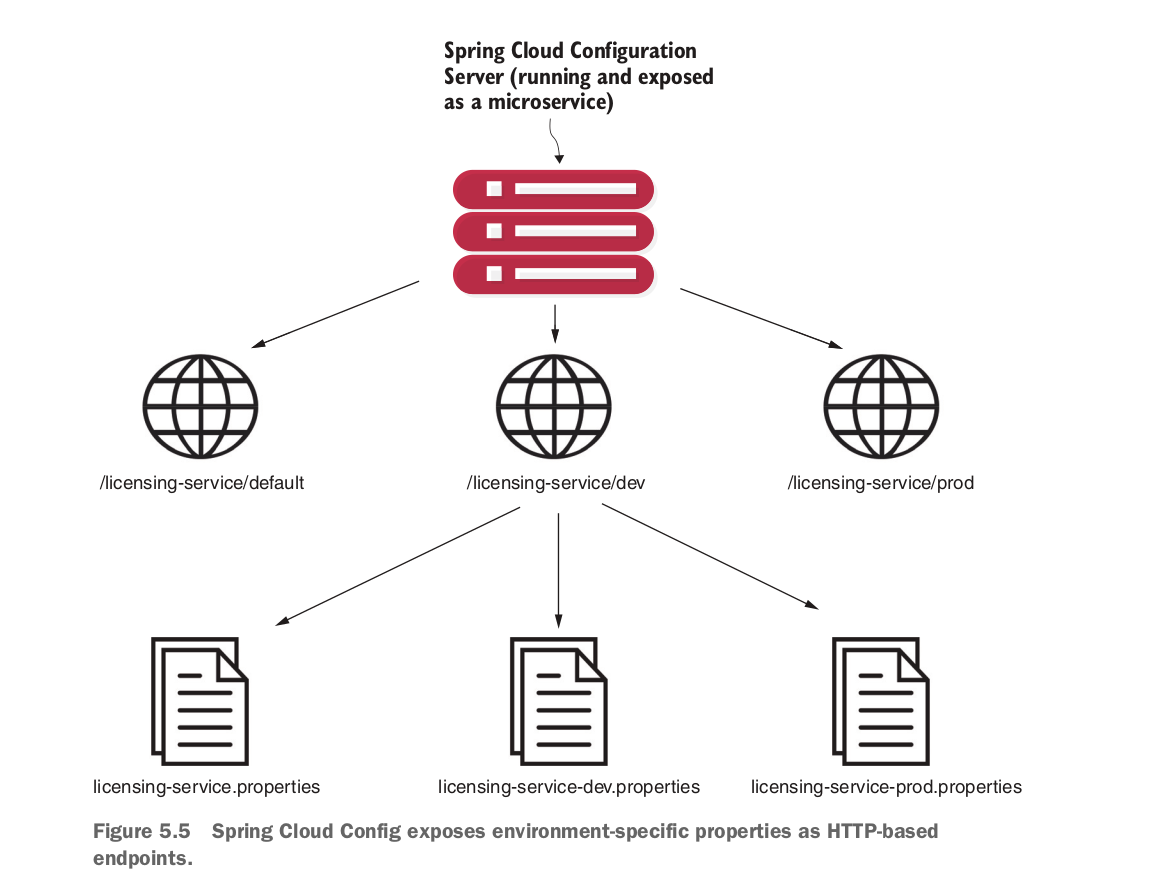 Spring Cloud Configuration
Server (running and exposed
as a microservice)
/licensing-service/default
/licensing-service/dev
/licensing-service/prod
licensing-service.properties
licensing-service-dev.properties
licensing-service-prod.properties
Figure 5.5 Spring Cloud Config exposes environment-specific properties as HTTP-based
endpoints.